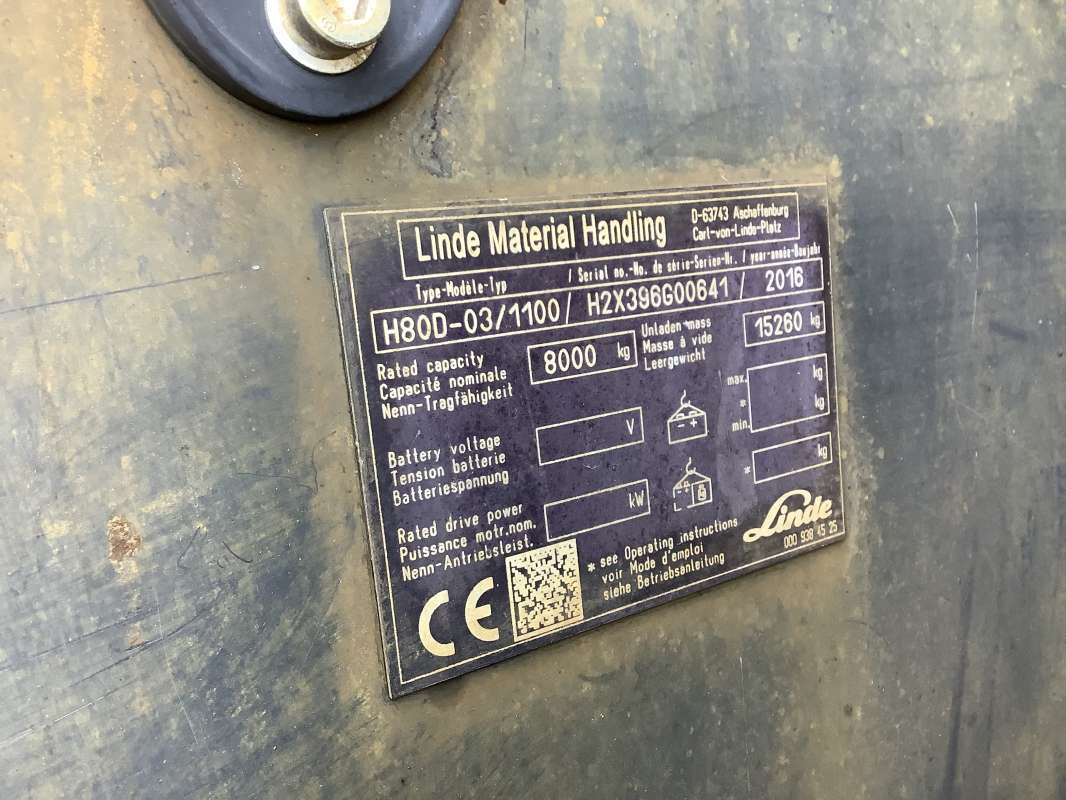 Linde Material Handling
D-63743 Aschaffenburg
Carl-von-Linde-Platz
Type-Modèle-Typ / Serial no.-No. de série-Serien-Nr. / year-année-Baujahr
H80D-03/1100 / H2X396G00641 / 2016
Rated capacity
Capacité nominale
Nenn-Tragfähigkeit
8000 kg
Unladen mass
Masse à vide
Leergewicht
15260 kg
Battery voltage
Tension batterie
Batteriespannung
V
max. kg
*
min. kg
Rated drive power
Puissance motr.nom.
Nenn-Antriebsleist.
kW
* kg
CE
* see Operating instructions
voir Mode d'emploi
siehe Betriebsanleitung
Linde
000 938 45 25